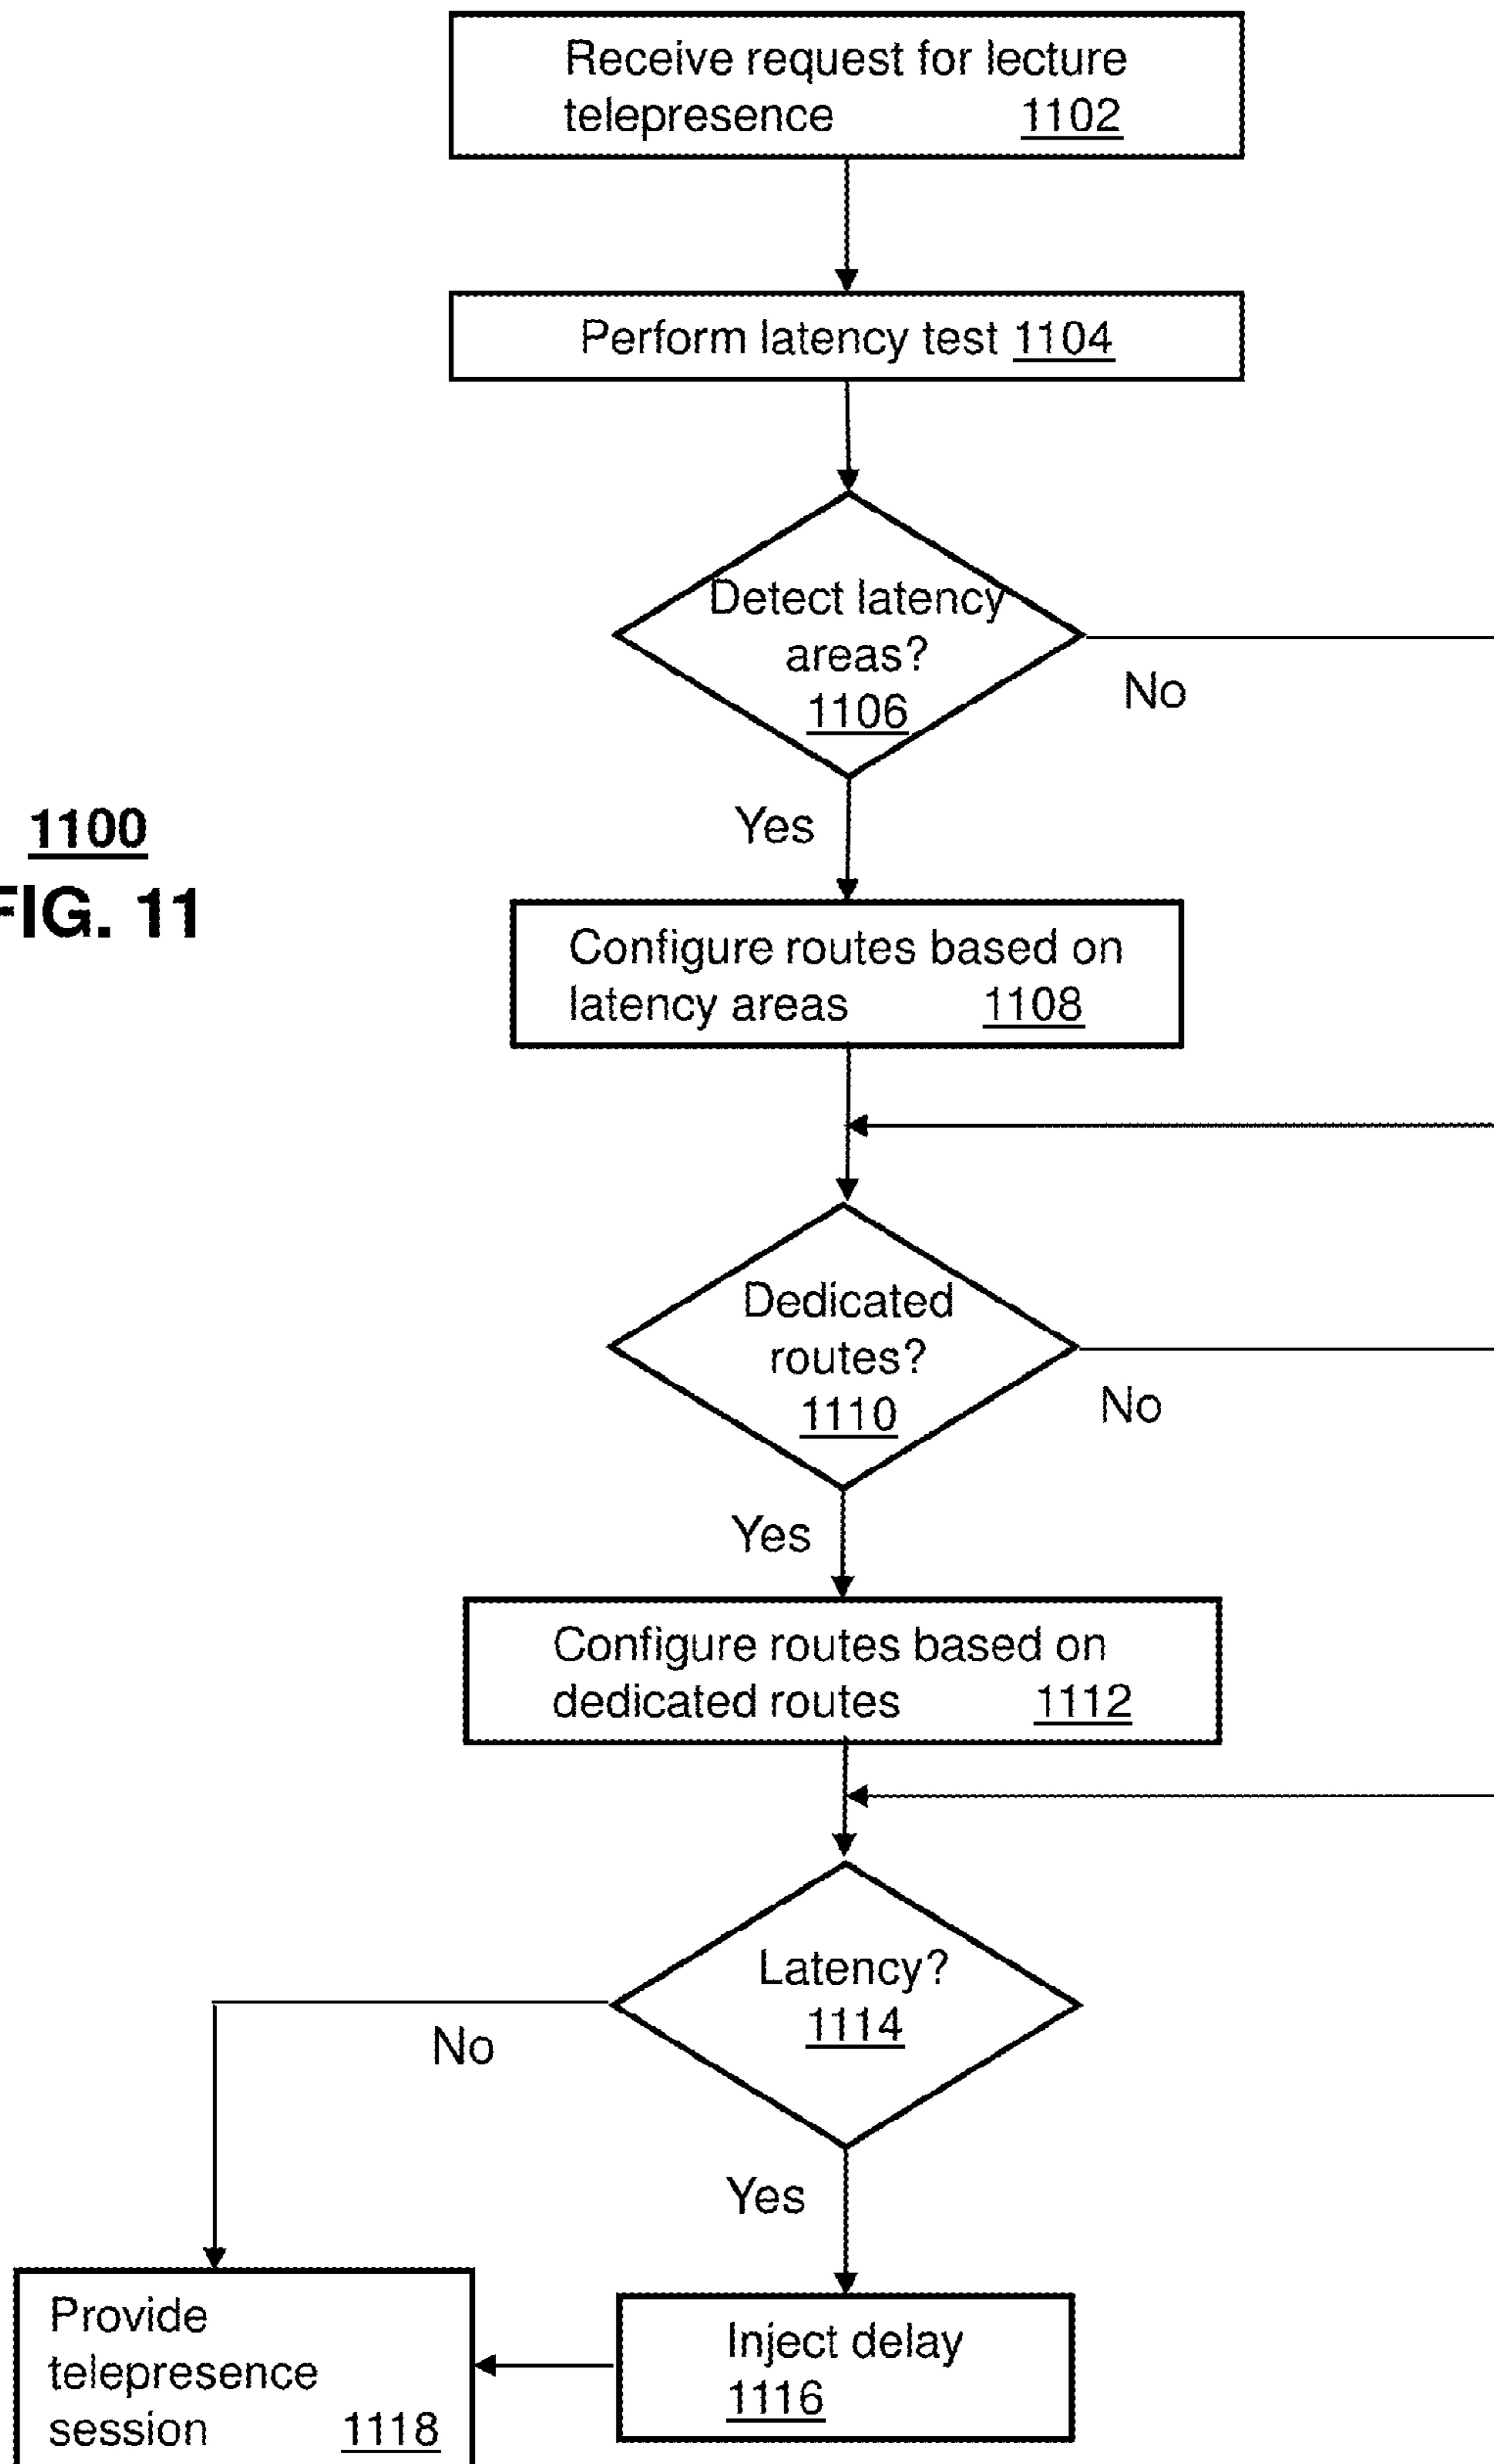 Receive request for lecture
telepresence 1102
Perform latency test 1104
Detect latency
areas?
1106
No
Yes
1100
FIG. 11
Configure routes based on
latency areas 1108
Dedicated
routes?
1110
No
Yes
Configure routes based on
dedicated routes 1112
Latency?
1114
No
Yes
Provide
telepresence
session 1118
Inject delay
1116